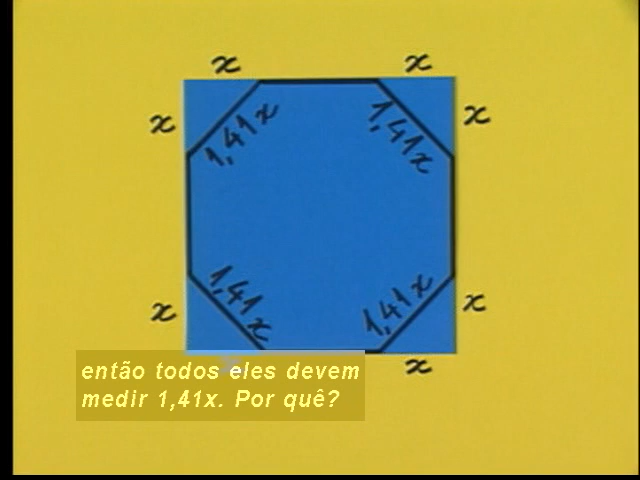 x x
x x
1,41x 1,41x
1,41x 1,41x
x x
x
então todos eles devem
medir 1,41x. Por quê?